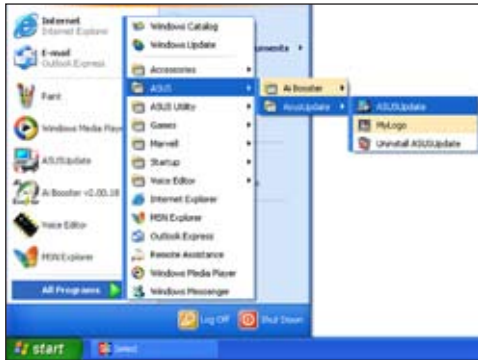 Internet
Internet Explorer
E-mail
Outlook Express
Paint
Windows Media Player
ASUSUpdate
Ai Booster v2.00.18
Voice Editor
MSN Explorer
All Programs
Windows Catalog
Windows Update
Accessories
ASUS
ASUS Utility
Games
Marvell
Startup
Voice Editor
Internet Explorer
MSN Explorer
Outlook Express
Remote Assistance
Windows Media Player
Windows Messenger
uments
Ai Booster
AsusUpdate
ASUSUpdate
MyLogo
Uninstall ASUSUpdate
Log Off
Shut Down
start